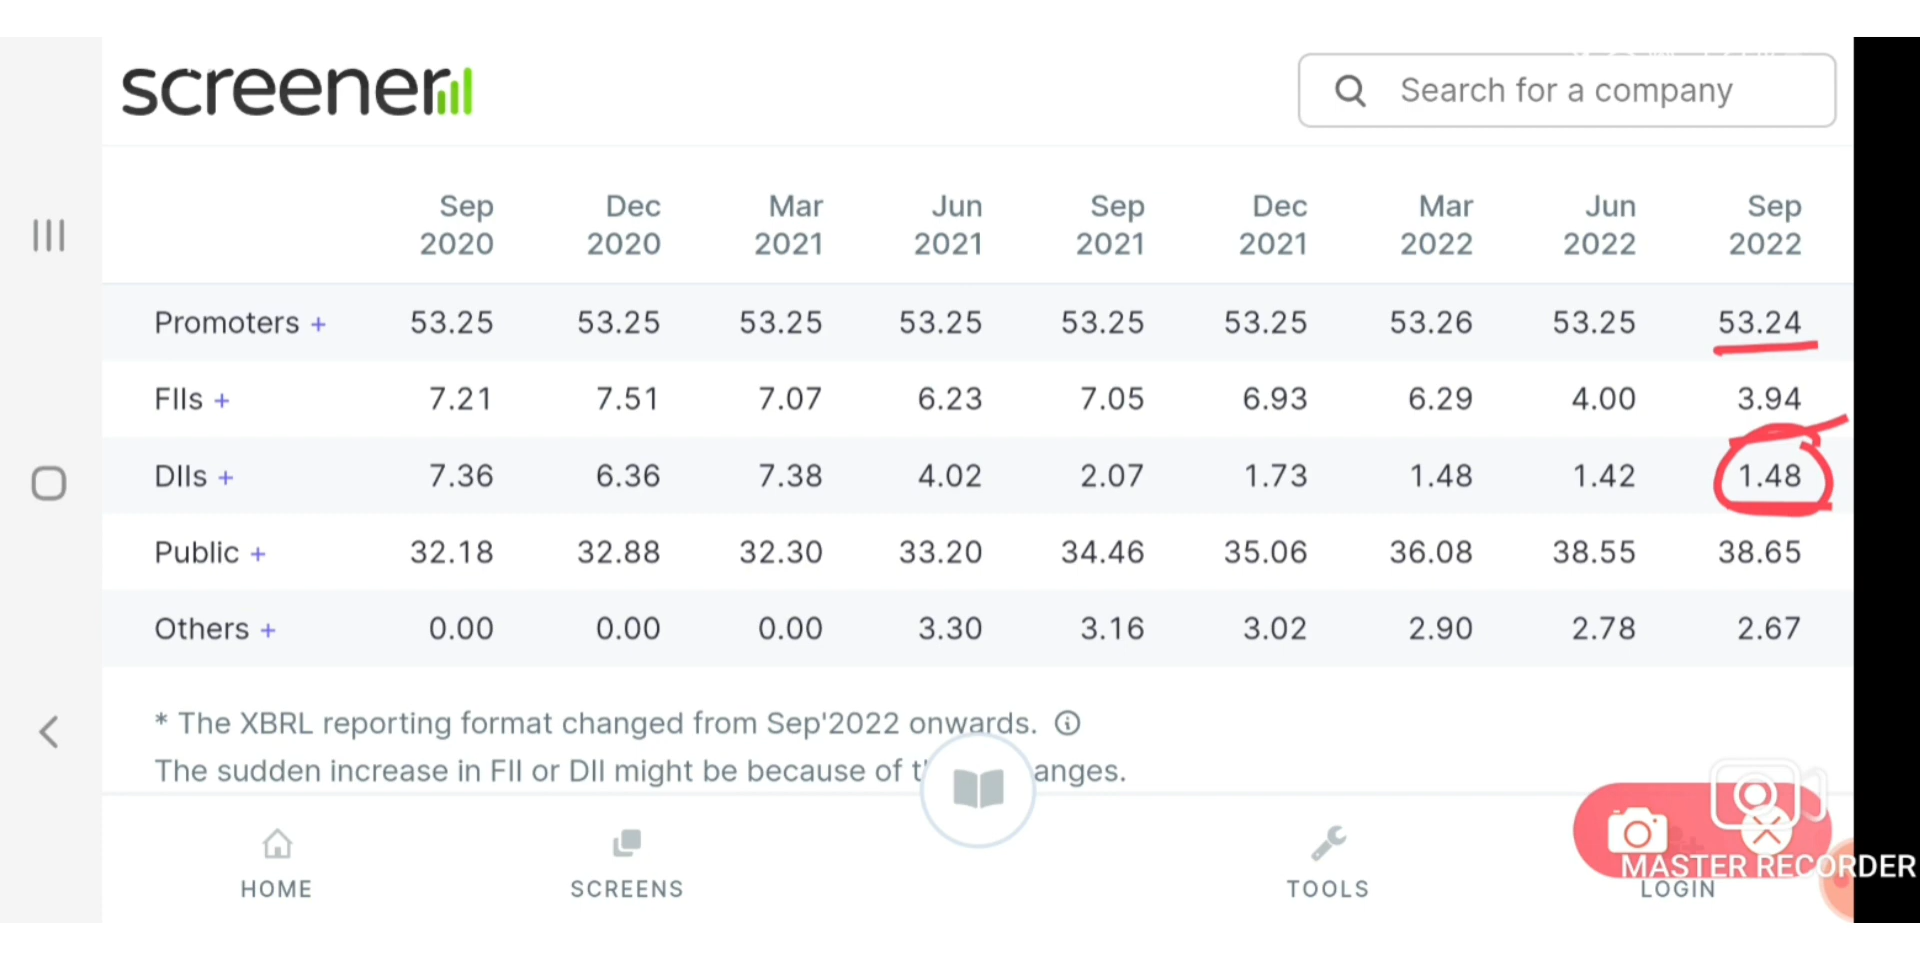 screener
Search for a company
Sep 2020 Dec 2020 Mar 2021 Jun 2021 Sep 2021 Dec 2021 Mar 2022 Jun 2022 Sep 2022
Promoters + 53.25 53.25 53.25 53.25 53.25 53.25 53.26 53.25 53.24
FIIs + 7.21 7.51 7.07 6.23 7.05 6.93 6.29 4.00 3.94
DIIs + 7.36 6.36 7.38 4.02 2.07 1.73 1.48 1.42 1.48
Public + 32.18 32.88 32.30 33.20 34.46 35.06 36.08 38.55 38.65
Others + 0.00 0.00 0.00 3.30 3.16 3.02 2.90 2.78 2.67
* The XBRL reporting format changed from Sep'2022 onwards.
The sudden increase in FII or DII might be because of anges.
HOME SCREENS TOOLS LOGIN
MASTER RECORDER